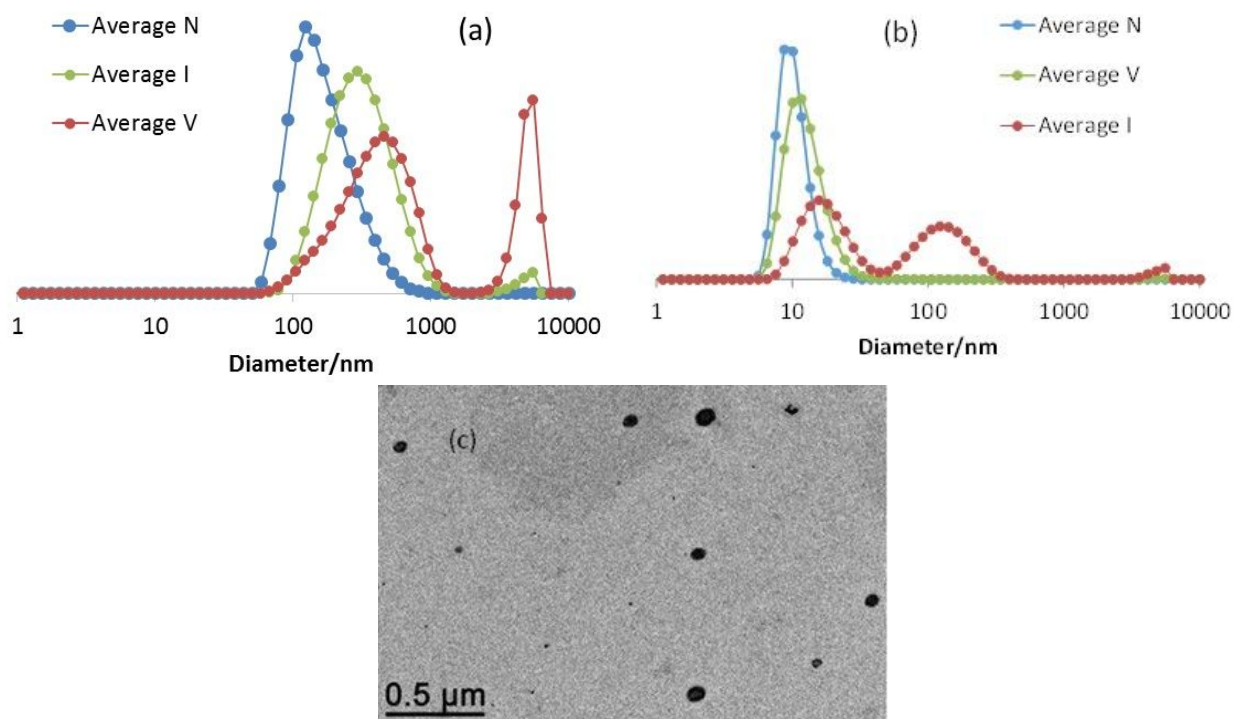 Average N
Average I
Average V
(a)
1 10 100 1000 10000
Diameter/nm
Average N
Average V
Average I
(b)
1 10 100 1000 10000
Diameter/nm
(c)
0.5 µm